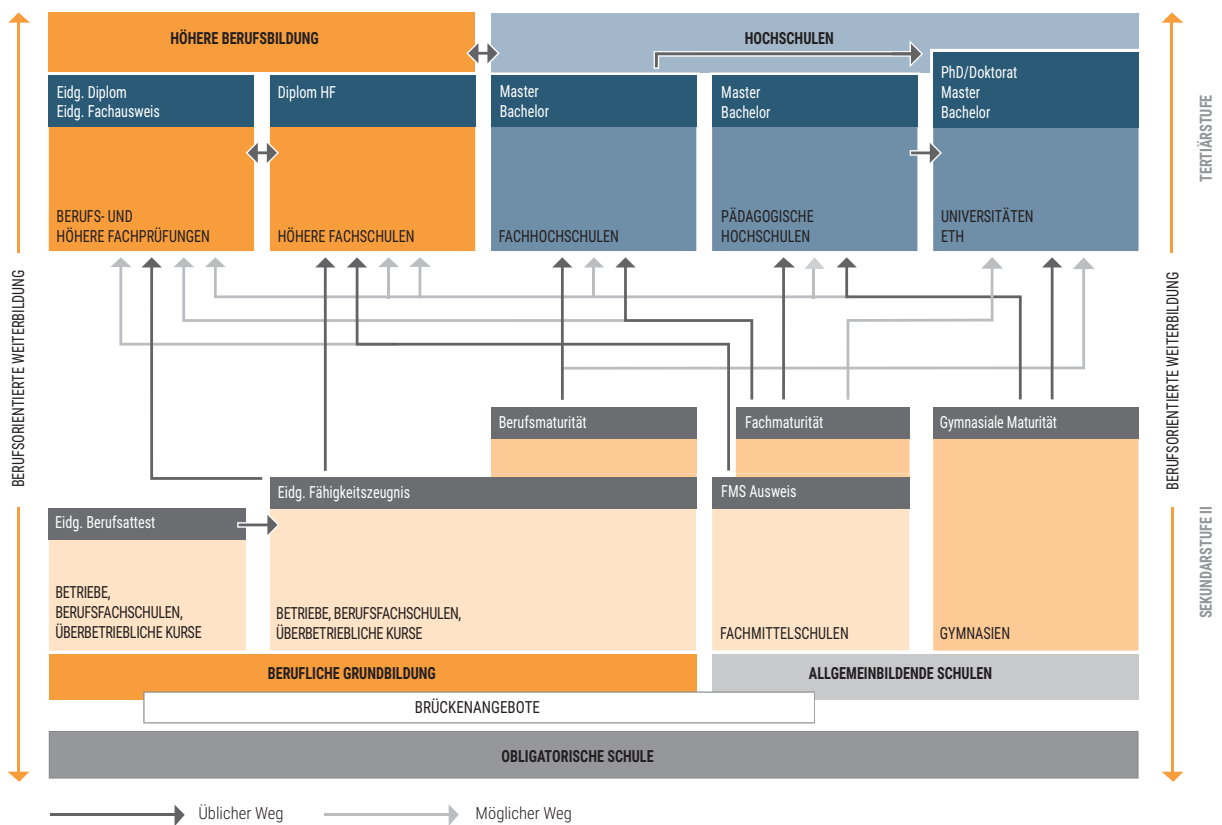 HÖHERE BERUFSBILDUNG
HOCHSCHULEN
Eidg. Diplom
Eidg. Fachausweis
Diplom HF
Master
Bachelor
Master
Bachelor
PhD/Doktorat
Master
Bachelor
BERUFS- UND
HÖHERE FACHPRÜFUNGEN
HÖHERE FACHSCHULEN
FACHHOCHSCHULEN
PÄDAGOGISCHE
HOCHSCHULEN
UNIVERSITÄTEN
ETH
TERTIÄRSTUFE
BERUFSORIENTIERTE WEITERBILDUNG
BERUFSORIENTIERTE WEITERBILDUNG
Berufsmaturität
Fachmaturität
Gymnasiale Maturität
Eidg. Fähigkeitszeugnis
FMS Ausweis
Eidg. Berufsattest
SEKUNDARSTUFE II
BETRIEBE,
BERUFSFACHSCHULEN,
ÜBERBETRIEBLICHE KURSE
BETRIEBE, BERUFSFACHSCHULEN,
ÜBERBETRIEBLICHE KURSE
FACHMITTELSCHULEN
GYMNASIEN
BERUFLICHE GRUNDBILDUNG
ALLGEMEINBILDENDE SCHULEN
BRÜCKENANGEBOTE
OBLIGATORISCHE SCHULE
Üblicher Weg
Möglicher Weg